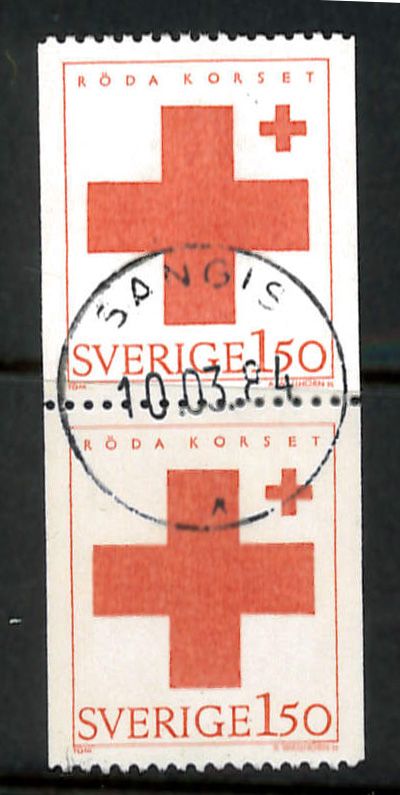 RÖDA KORSET
SANGIS
SVERIGE 150
10.03.84
RÖDA KORSET
A
SVERIGE 150